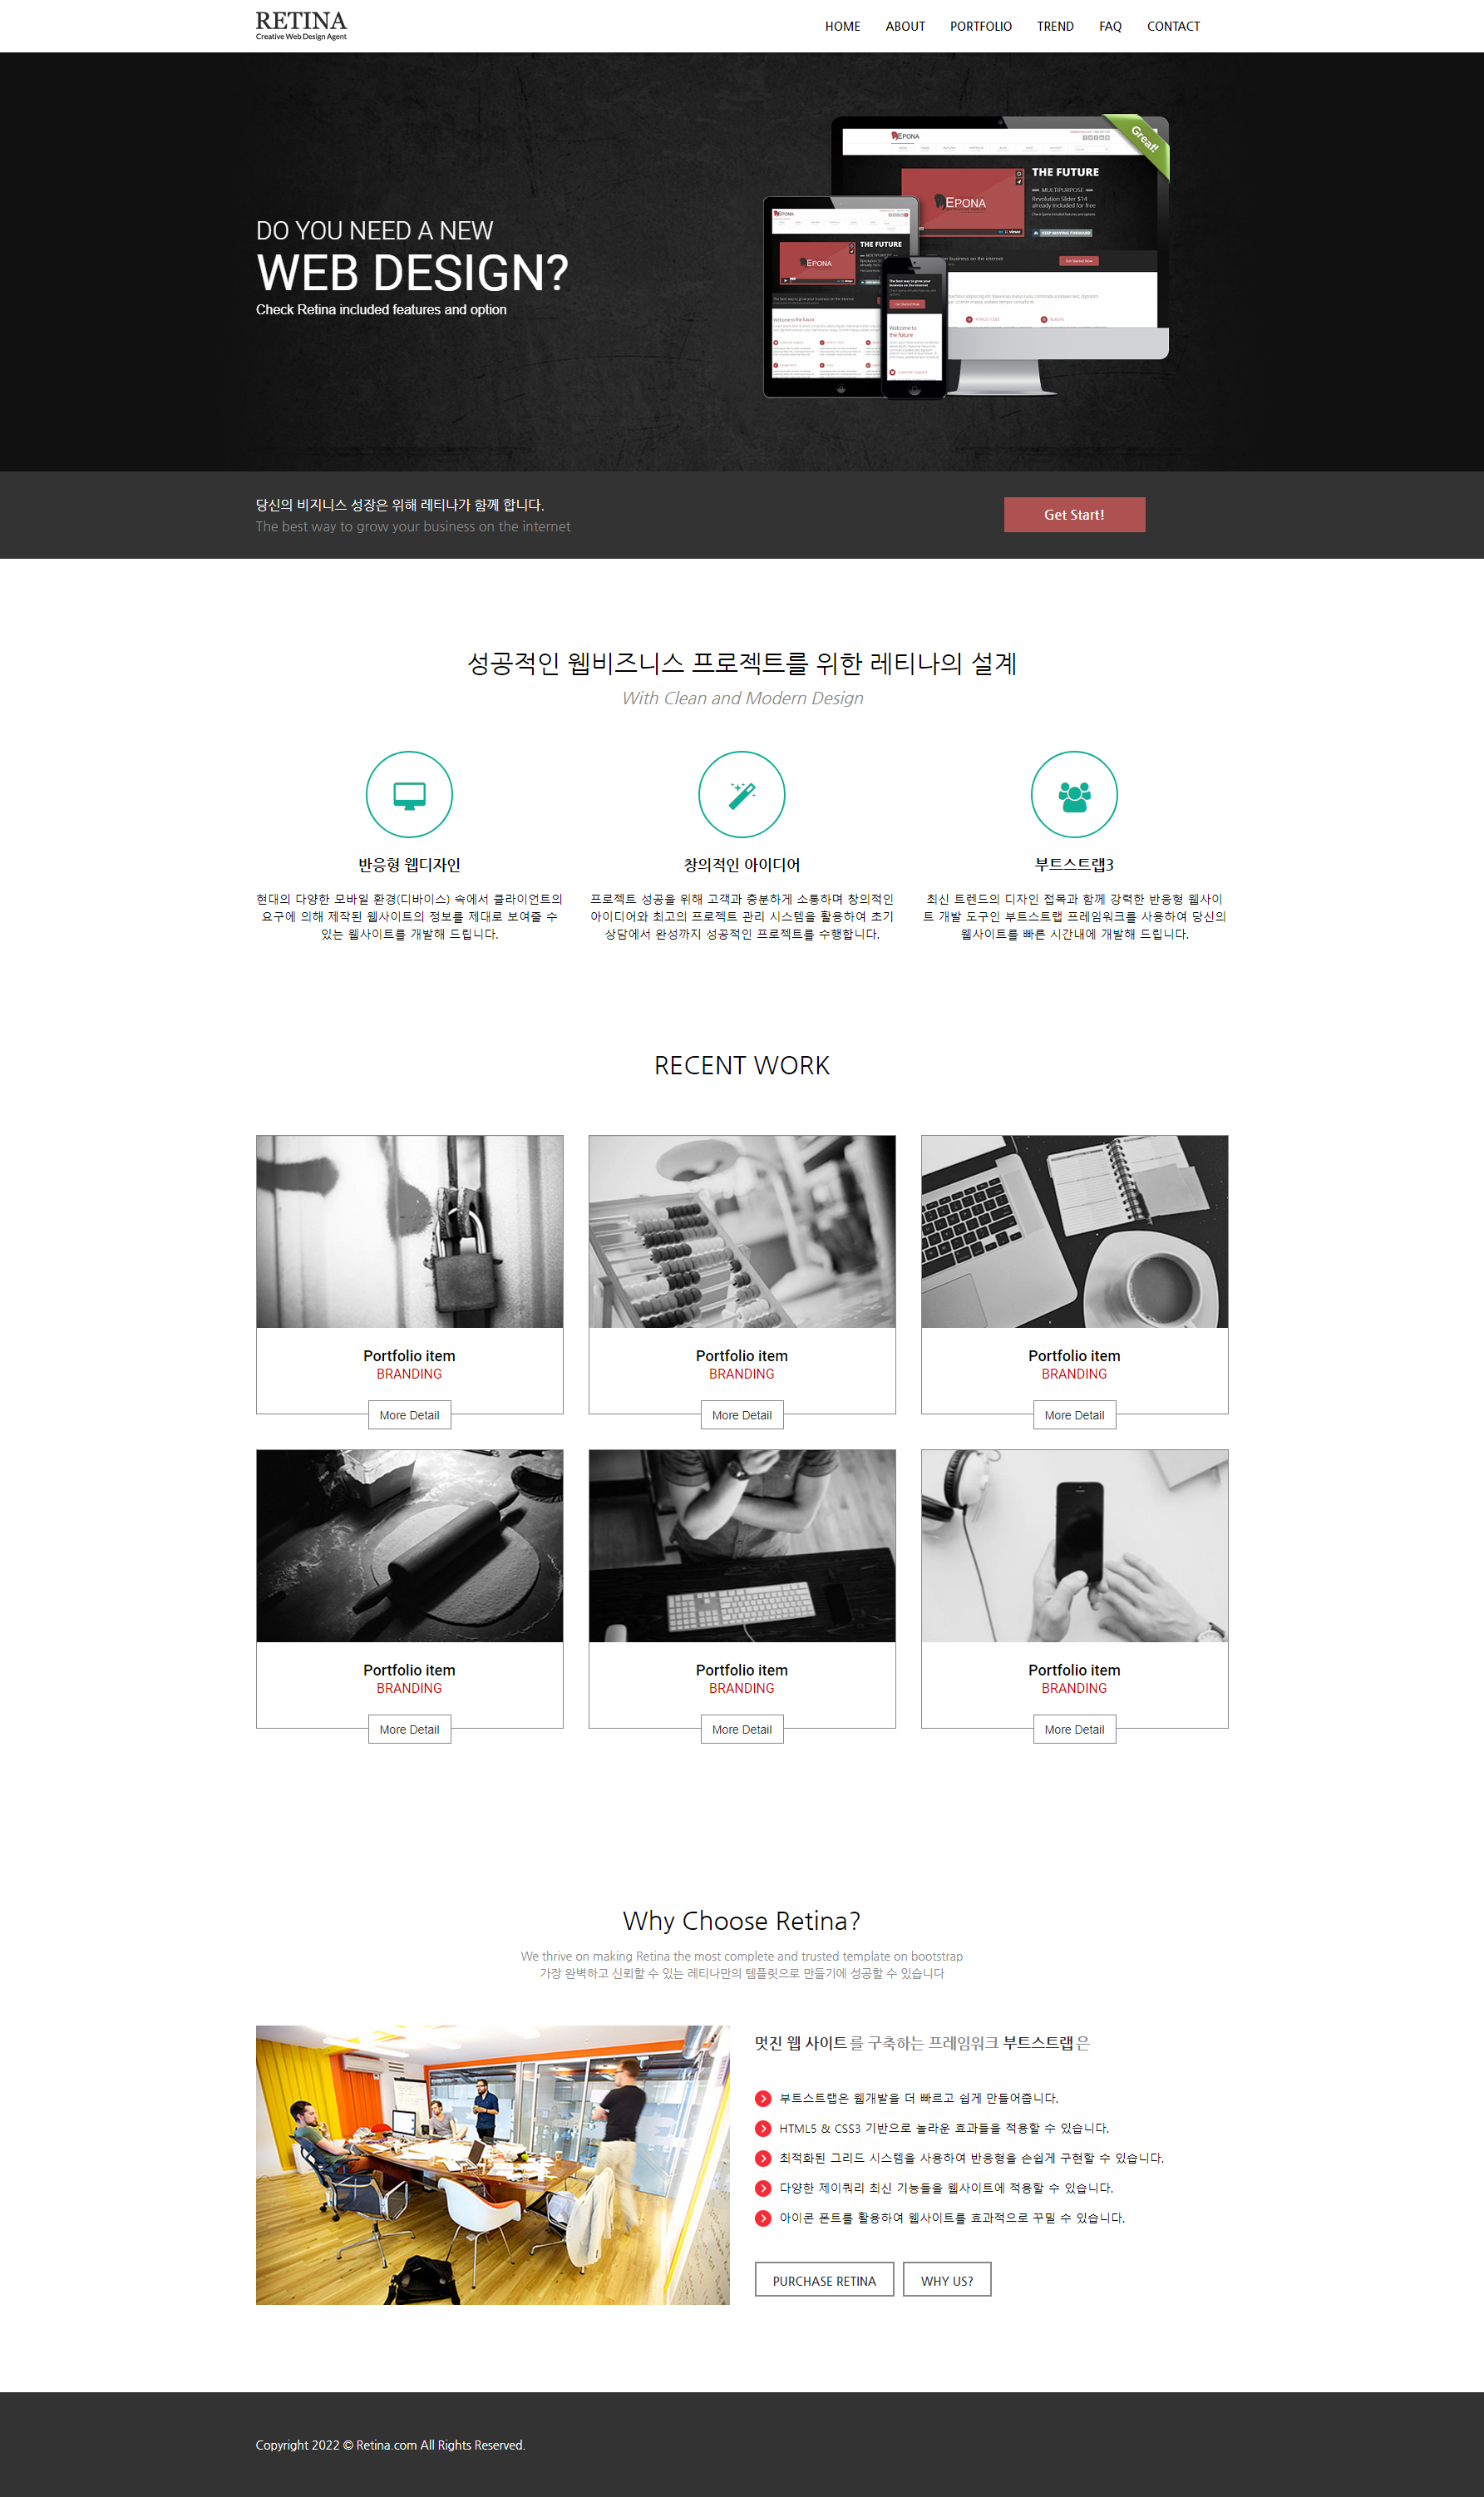 RETINA
Creative Web Design Agent
HOME ABOUT PORTFOLIO TREND FAQ CONTACT
Great!
EPONA
THE FUTURE
MULTIPURPOSE
Revolution Slider $14
already included for free
KEEP MOVING FORWARD
EPONA
Get Started Now
EPONA
THE FUTURE
EPONA
Welcome to the future
Welcome to
the future
DO YOU NEED A NEW
WEB DESIGN?
Check Retina included features and option
당신의 비지니스 성장은 위해 레티나가 함께 합니다.
The best way to grow your business on the internet
Get Start!
성공적인 웹비즈니스 프로젝트를 위한 레티나의 설계
With Clean and Modern Design
반응형 웹디자인
현대의 다양한 모바일 환경(디바이스) 속에서 클라이언트의
요구에 의해 제작된 웹사이트의 정보를 제대로 보여줄 수
있는 웹사이트를 개발해 드립니다.
창의적인 아이디어
프로젝트 성공을 위해 고객과 충분하게 소통하며 창의적인
아이디어와 최고의 프로젝트 관리 시스템을 활용하여 초기
상담에서 완성까지 성공적인 프로젝트를 수행합니다.
부트스트랩3
최신 트렌드의 디자인 접목과 함께 강력한 반응형 웹사이
트 개발 도구인 부트스트랩 프레임워크를 사용하여 당신의
웹사이트를 빠른 시간내에 개발해 드립니다.
RECENT WORK
Portfolio item
BRANDING
More Detail
Portfolio item
BRANDING
More Detail
Portfolio item
BRANDING
More Detail
Portfolio item
BRANDING
More Detail
Portfolio item
BRANDING
More Detail
Portfolio item
BRANDING
More Detail
Why Choose Retina?
We thrive on making Retina the most complete and trusted template on bootstrap
가장 완벽하고 신뢰할 수 있는 레티나만의 템플릿으로 만들기에 성공할 수 있습니다
멋진 웹 사이트를 구축하는 프레임워크 부트스트랩은
부트스트랩은 웹개발을 더 빠르고 쉽게 만들어줍니다.
HTML5 & CSS3 기반으로 놀라운 효과들을 적용할 수 있습니다.
최적화된 그리드 시스템을 사용하여 반응형을 손쉽게 구현할 수 있습니다.
다양한 제이쿼리 최신 기능들을 웹사이트에 적용할 수 있습니다.
아이콘 폰트를 활용하여 웹사이트를 효과적으로 꾸밀 수 있습니다.
PURCHASE RETINA
WHY US?
Copyright 2022 © Retina.com All Rights Reserved.